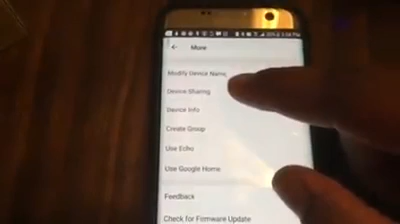 More
Modify Device Name
Device Sharing
Device Info
Create Group
Use Echo
Use Google Home
Feedback
Check for Firmware Update